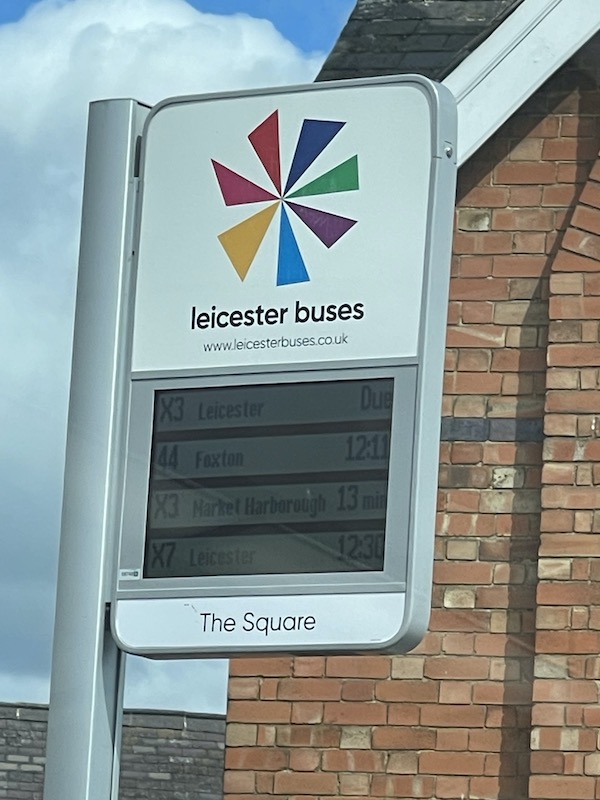 leicester buses
www.leicesterbuses.co.uk
X3 Leicester Due
44 Foxton 12:11
X3 Market Harborough 13 min
X7 Leicester 12:30
The Square